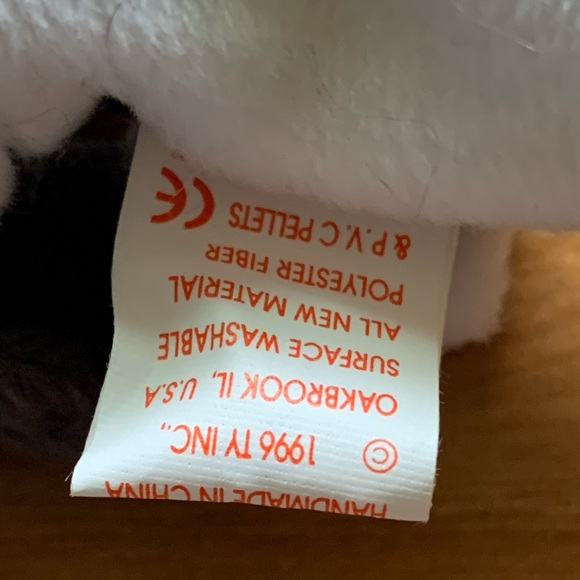 HANDMADE IN CHINA
© 1996 TY INC.,
OAKBROOK IL, U.S.A
SURFACE WASHABLE
ALL NEW MATERIAL
POLYESTER FIBER
& P.V.C PELLETS CE